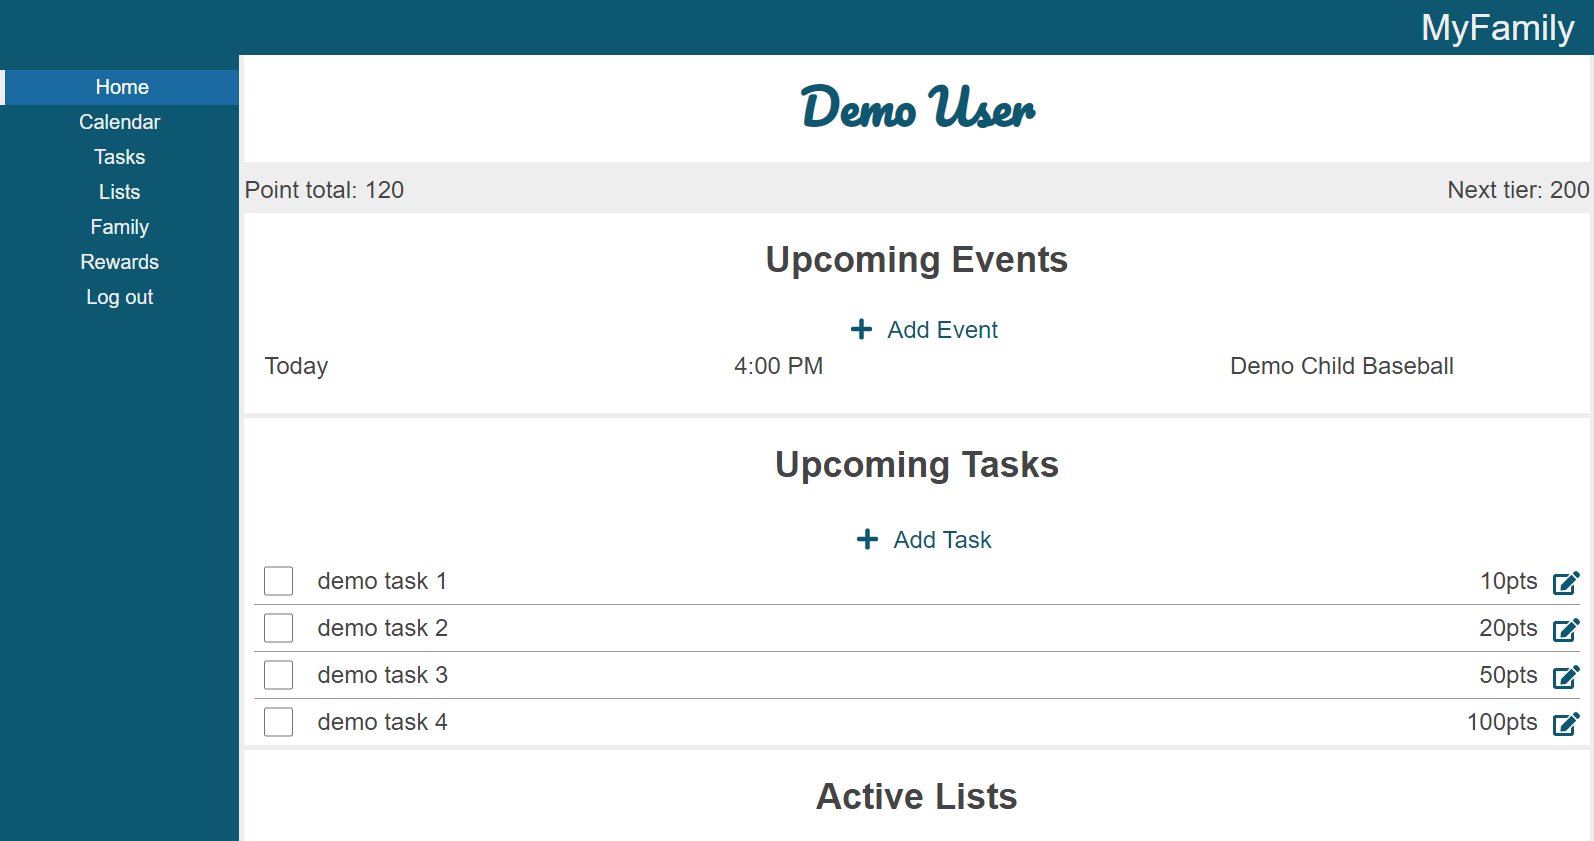 MyFamily
Home
Calendar
Tasks
Lists
Family
Rewards
Log out
Demo User
Point total: 120 Next tier: 200
Upcoming Events
Add Event
Today 4:00 PM Demo Child Baseball
Upcoming Tasks
Add Task
demo task 1 10pts
demo task 2 20pts
demo task 3 50pts
demo task 4 100pts
Active Lists